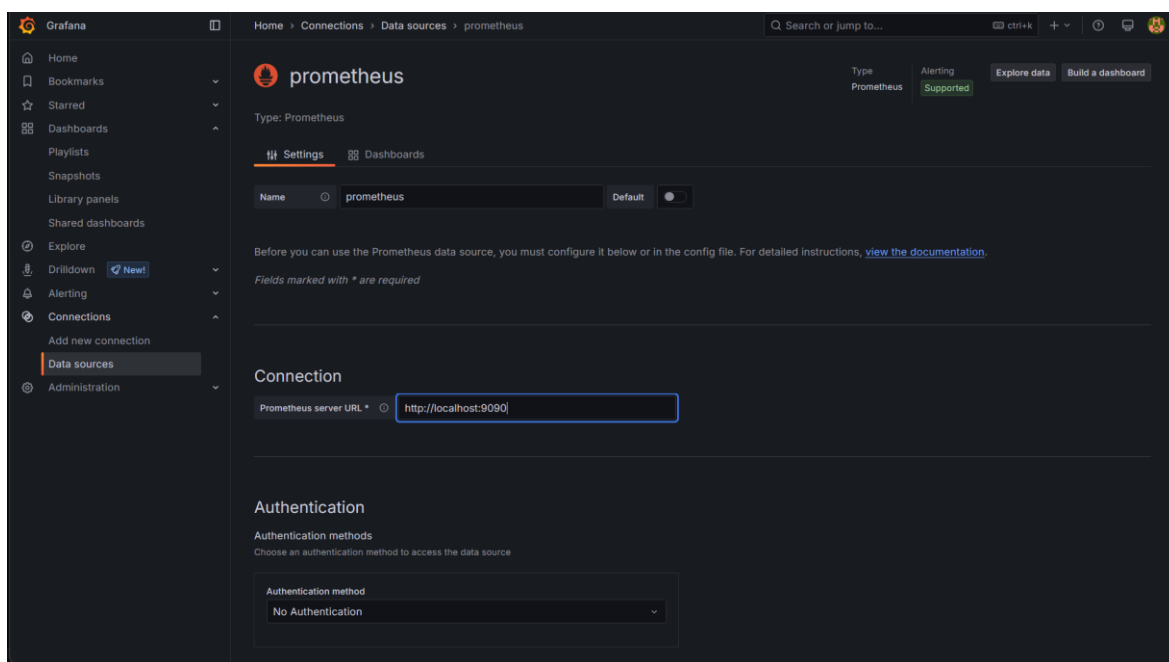 Grafana
Home › Connections › Data sources › prometheus
Search or jump to...
ctrl+k
Home
Bookmarks
Starred
Dashboards
Playlists
Snapshots
Library panels
Shared dashboards
Explore
Drilldown New!
Alerting
Connections
Add new connection
Data sources
Administration
prometheus
Type
Prometheus
Alerting
Supported
Explore data
Build a dashboard
Type: Prometheus
Settings
Dashboards
Name prometheus Default
Before you can use the Prometheus data source, you must configure it below or in the config file. For detailed instructions, view the documentation.
Fields marked with * are required
Connection
Prometheus server URL * http://localhost:9090
Authentication
Authentication methods
Choose an authentication method to access the data source
Authentication method
No Authentication